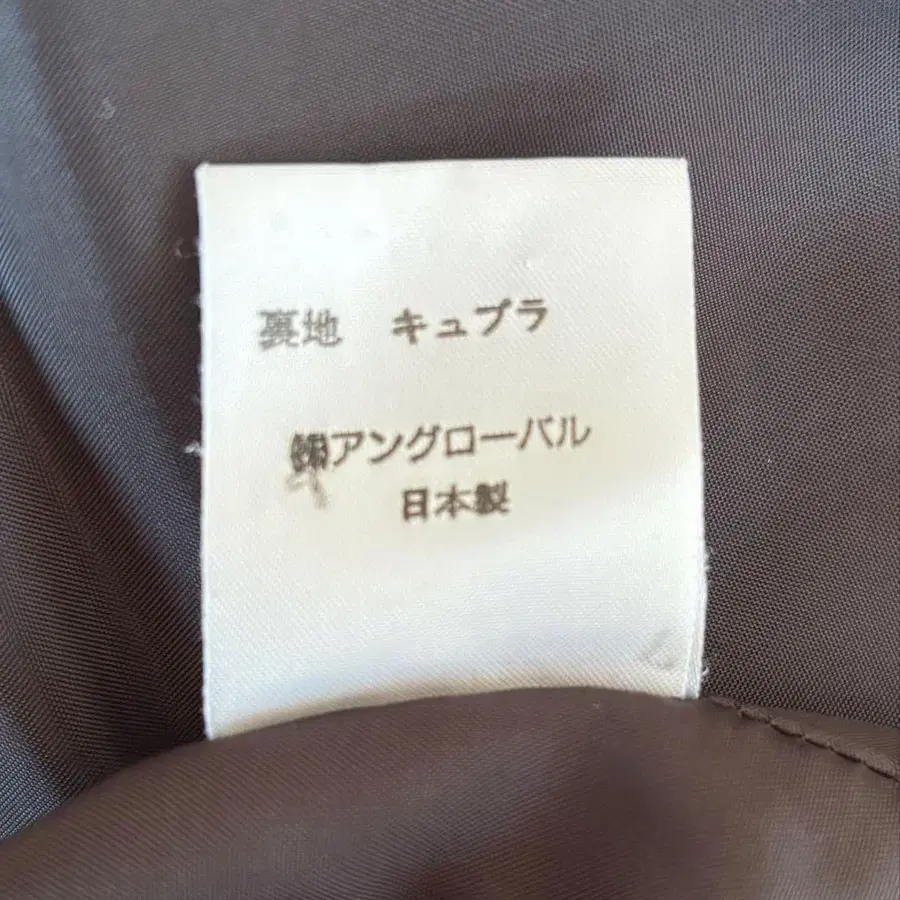 裏地　キュプラ
㈱アングローバル
日本製